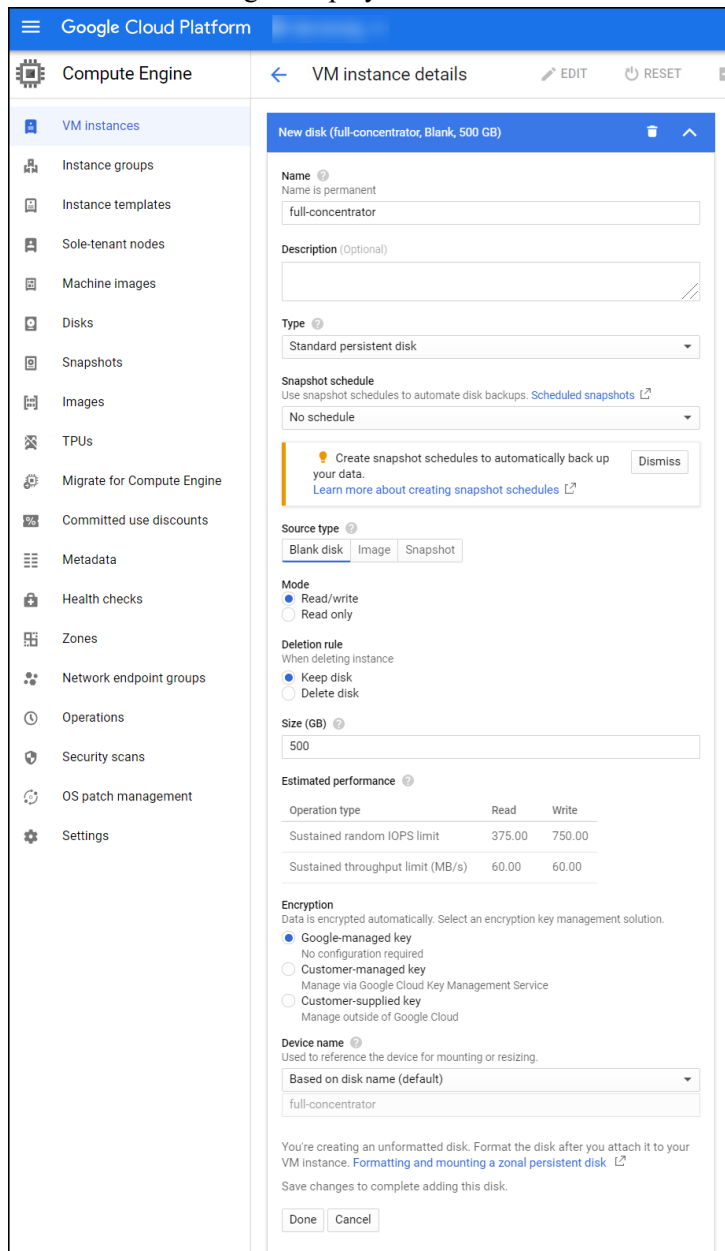 Google Cloud Platform
Compute Engine
VM instance details
EDIT
RESET
VM instances
Instance groups
Instance templates
Sole-tenant nodes
Machine images
Disks
Snapshots
Images
TPUs
Migrate for Compute Engine
Committed use discounts
Metadata
Health checks
Zones
Network endpoint groups
Operations
Security scans
OS patch management
Settings
New disk (full-concentrator, Blank, 500 GB)
Name
Name is permanent
full-concentrator
Description (Optional)
Type
Standard persistent disk
Snapshot schedule
Use snapshot schedules to automate disk backups. Scheduled snapshots
No schedule
Create snapshot schedules to automatically back up
your data.
Learn more about creating snapshot schedules
Dismiss
Source type
Blank disk Image Snapshot
Mode
Read/write
Read only
Deletion rule
When deleting instance
Keep disk
Delete disk
Size (GB)
500
Estimated performance
Operation type Read Write
Sustained random IOPS limit 375.00 750.00
Sustained throughput limit (MB/s) 60.00 60.00
Encryption
Data is encrypted automatically. Select an encryption key management solution.
Google-managed key
No configuration required
Customer-managed key
Manage via Google Cloud Key Management Service
Customer-supplied key
Manage outside of Google Cloud
Device name
Used to reference the device for mounting or resizing.
Based on disk name (default)
full-concentrator
You're creating an unformatted disk. Format the disk after you attach it to your
VM instance. Formatting and mounting a zonal persistent disk
Save changes to complete adding this disk.
Done Cancel